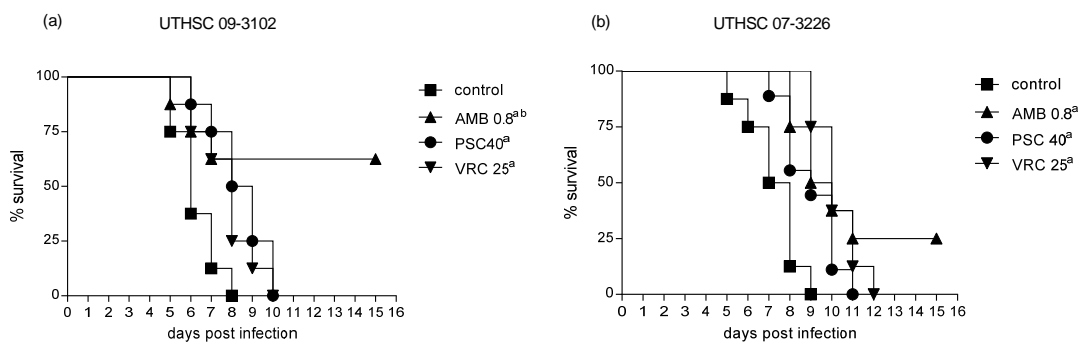 (a)
UTHSC 09-3102
% survival
100
75
50
25
0
0 1 2 3 4 5 6 7 8 9 10 11 12 13 14 15 16
days post infection
control
AMB 0.8ᵃᵇ
PSC40ᵃ
VRC 25ᵃ
(b)
UTHSC 07-3226
% survival
100
75
50
25
0
0 1 2 3 4 5 6 7 8 9 10 11 12 13 14 15 16
days post infection
control
AMB 0.8ᵃ
PSC 40ᵃ
VRC 25ᵃ